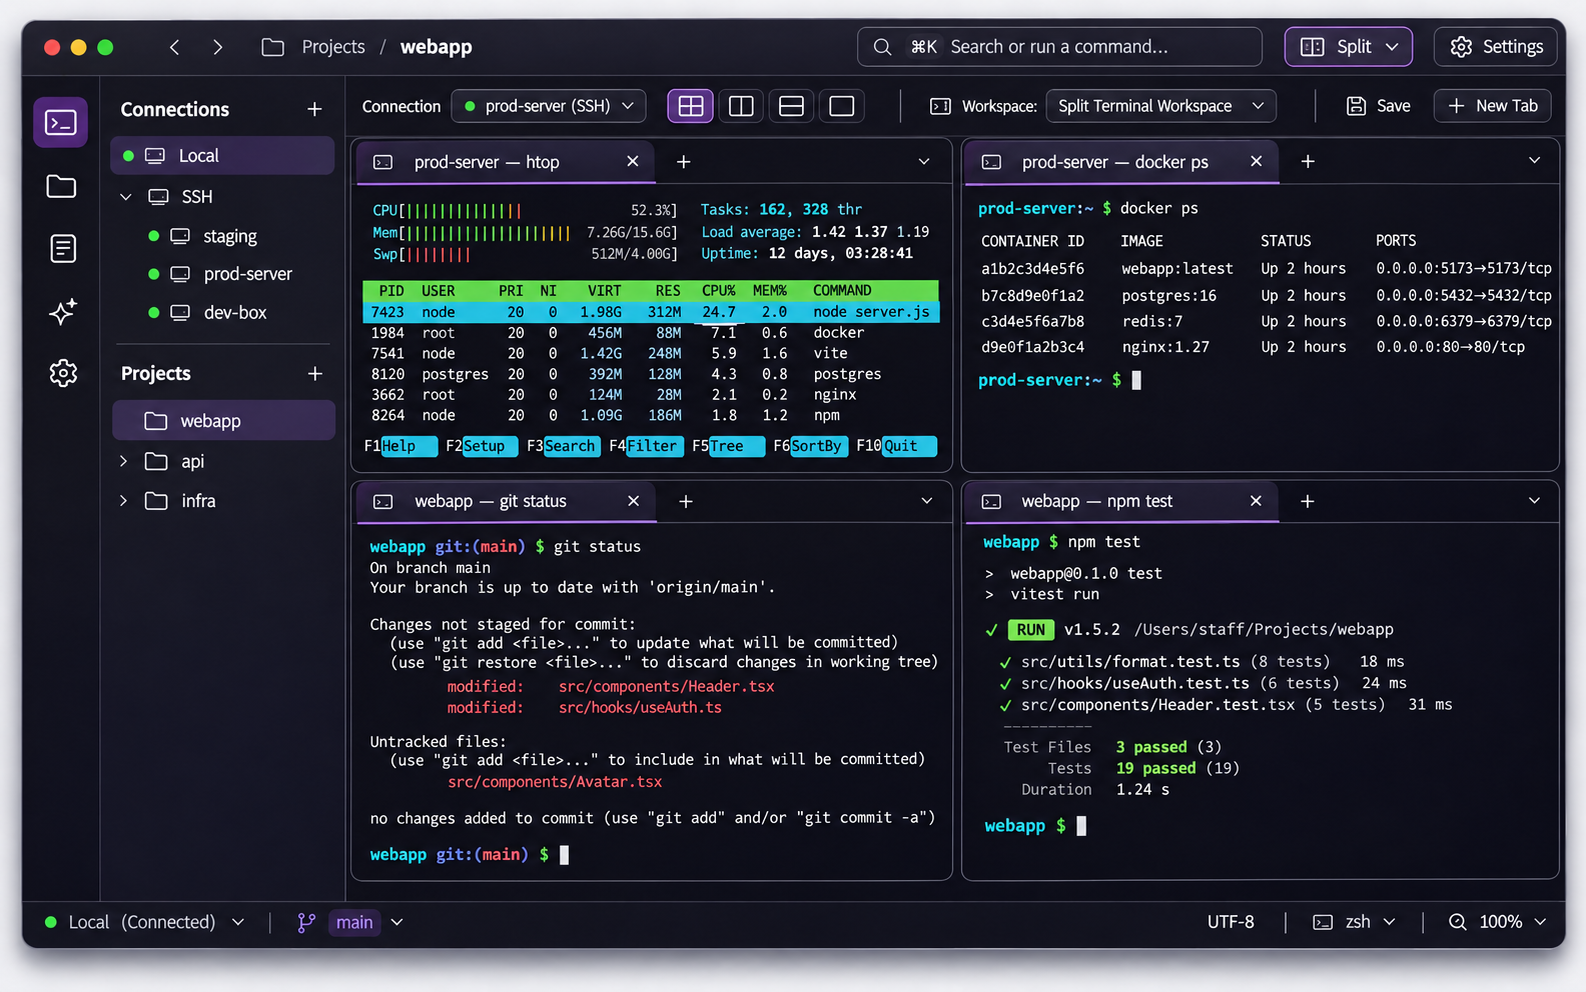 Projects / webapp
⌘K Search or run a command...
Split
Settings
Connections +
Local
SSH
staging
prod-server
dev-box
Projects +
webapp
api
infra
Connection prod-server (SSH)
Workspace: Split Terminal Workspace
Save
+ New Tab
prod-server — htop × +
CPU[||||||||||||||| 52.3%] Tasks: 162, 328 thr
Mem[||||||||||||||||||||| 7.26G/15.6G] Load average: 1.42 1.37 1.19
Swp[|||||||| 512M/4.00G] Uptime: 12 days, 03:28:41
PID USER PRI NI VIRT RES CPU% MEM% COMMAND
7423 node 20 0 1.98G 312M 24.7 2.0 node server.js
1984 root 20 0 456M 88M 7.1 0.6 docker
7541 node 20 0 1.42G 248M 5.9 1.6 vite
8120 postgres 20 0 392M 128M 4.3 0.8 postgres
3662 root 20 0 124M 28M 2.1 0.2 nginx
8264 node 20 0 1.09G 186M 1.8 1.2 npm
F1Help F2Setup F3Search F4Filter F5Tree F6SortBy F10Quit
prod-server — docker ps × +
prod-server:~ $ docker ps
CONTAINER ID IMAGE STATUS PORTS
a1b2c3d4e5f6 webapp:latest Up 2 hours 0.0.0.0:5173→5173/tcp
b7c8d9e0f1a2 postgres:16 Up 2 hours 0.0.0.0:5432→5432/tcp
c3d4e5f6a7b8 redis:7 Up 2 hours 0.0.0.0:6379→6379/tcp
d9e0f1a2b3c4 nginx:1.27 Up 2 hours 0.0.0.0:80→80/tcp
prod-server:~ $
webapp — git status × +
webapp git:(main) $ git status
On branch main
Your branch is up to date with 'origin/main'.
Changes not staged for commit:
(use "git add <file>..." to update what will be committed)
(use "git restore <file>..." to discard changes in working tree)
modified: src/components/Header.tsx
modified: src/hooks/useAuth.ts
Untracked files:
(use "git add <file>..." to include in what will be committed)
src/components/Avatar.tsx
no changes added to commit (use "git add" and/or "git commit -a")
webapp git:(main) $
webapp — npm test × +
webapp $ npm test
> webapp@0.1.0 test
> vitest run
✓ RUN v1.5.2 /Users/staff/Projects/webapp
✓ src/utils/format.test.ts (8 tests) 18 ms
✓ src/hooks/useAuth.test.ts (6 tests) 24 ms
✓ src/components/Header.test.tsx (5 tests) 31 ms
----------
Test Files 3 passed (3)
Tests 19 passed (19)
Duration 1.24 s
webapp $
Local (Connected)
main
UTF-8
zsh
100%